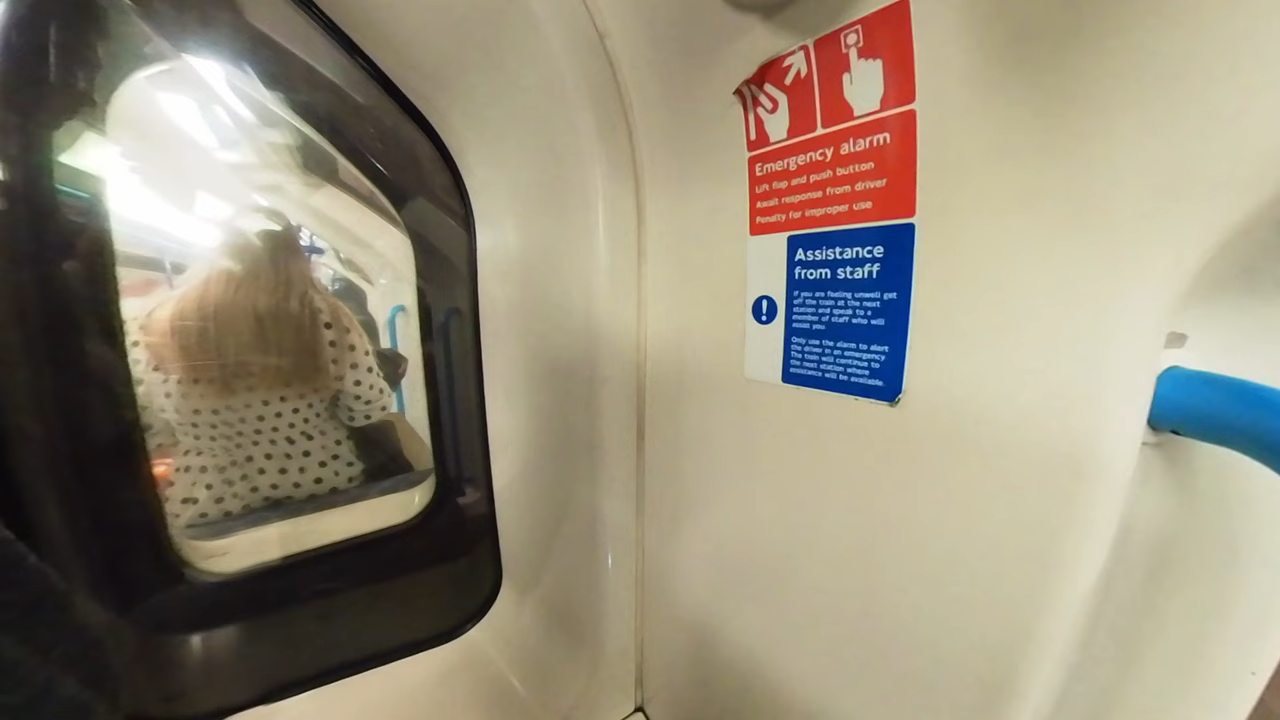 Emergency alarm
Lift flap and push button
Await response from driver
Penalty for improper use
Assistance
from staff
If you are feeling unwell get
off the train at the next
station and speak to a
member of staff who will
assist you
Only use the alarm to alert
the driver in an emergency
The train will continue to
the next station where
assistance will be available.